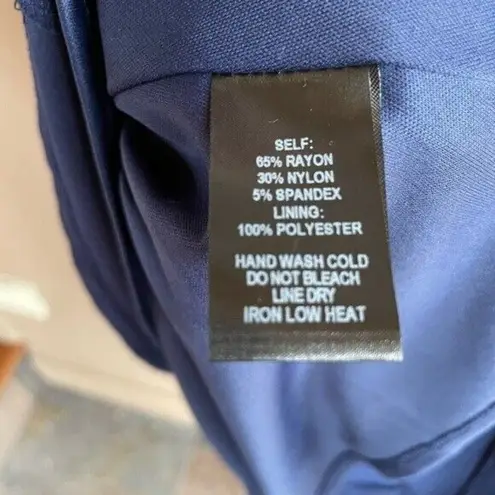 SELF:
65% RAYON
30% NYLON
5% SPANDEX
LINING:
100% POLYESTER
HAND WASH COLD
DO NOT BLEACH
LINE DRY
IRON LOW HEAT